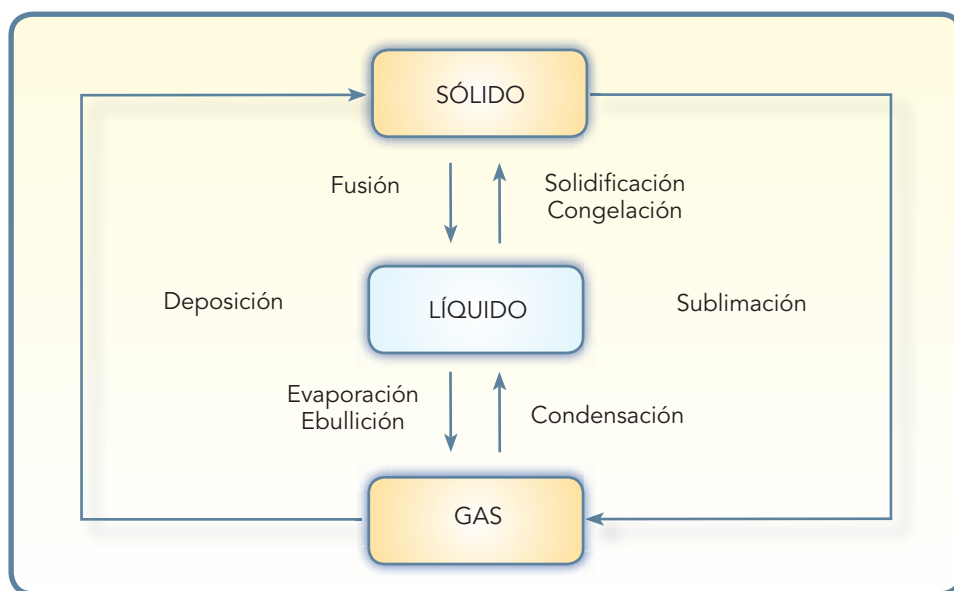 SÓLIDO
Fusión
Solidificación
Congelación
Deposición
LÍQUIDO
Sublimación
Evaporación
Ebullición
Condensación
GAS